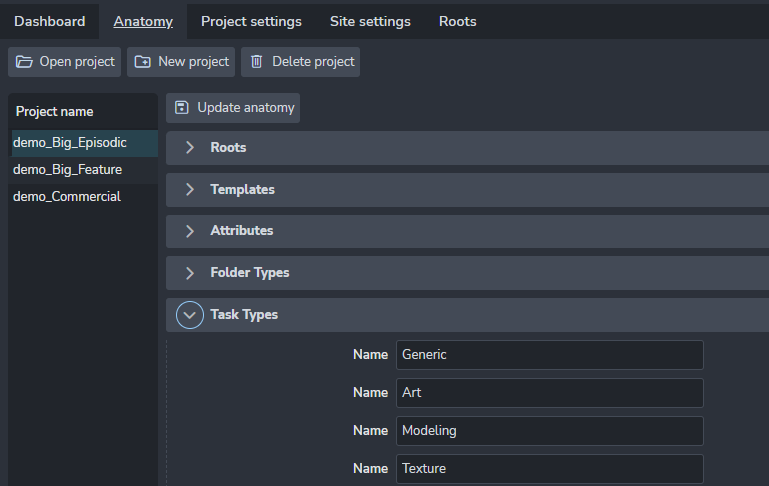 Dashboard Anatomy Project settings Site settings Roots
Open project New project Delete project
Project name
demo_Big_Episodic
demo_Big_Feature
demo_Commercial
Update anatomy
Roots
Templates
Attributes
Folder Types
Task Types
Name Generic
Name Art
Name Modeling
Name Texture